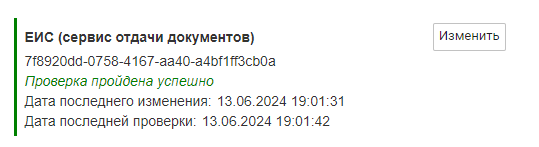 ЕИС (сервис отдачи документов)
Изменить
7f8920dd-0758-4167-aa40-a4bf1ff3cb0a
Проверка пройдена успешно
Дата последнего изменения: 13.06.2024 19:01:31
Дата последней проверки: 13.06.2024 19:01:42